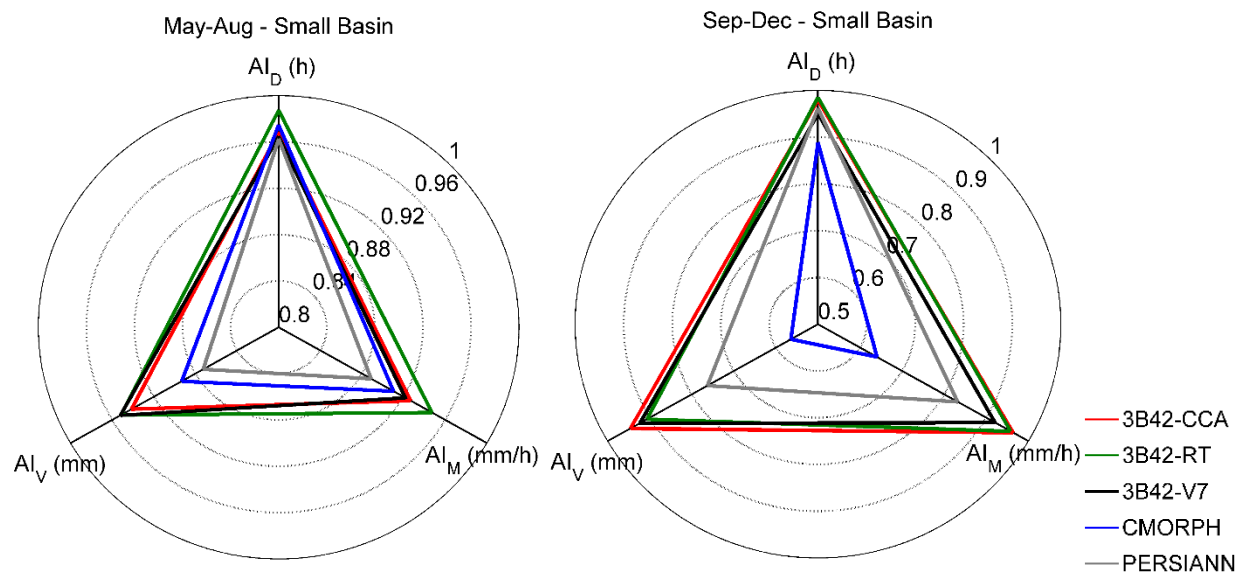 May-Aug - Small Basin
AI_D (h)
1
0.96
0.92
0.88
0.84
0.8
AI_V (mm)
AI_M (mm/h)
Sep-Dec - Small Basin
AI_D (h)
1
0.9
0.8
0.7
0.6
0.5
AI_V (mm)
AI_M (mm/h)
3B42-CCA
3B42-RT
3B42-V7
CMORPH
PERSIANN